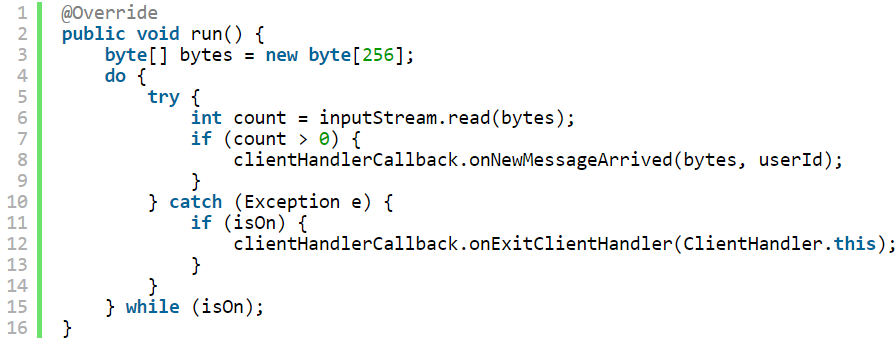 1 @Override
2 public void run() {
3     byte[] bytes = new byte[256];
4     do {
5         try {
6             int count = inputStream.read(bytes);
7             if (count > 0) {
8                 clientHandlerCallback.onNewMessageArrived(bytes, userId);
9             }
10         } catch (Exception e) {
11             if (isOn) {
12                 clientHandlerCallback.onExitClientHandler(ClientHandler.this);
13             }
14         }
15     } while (isOn);
16 }